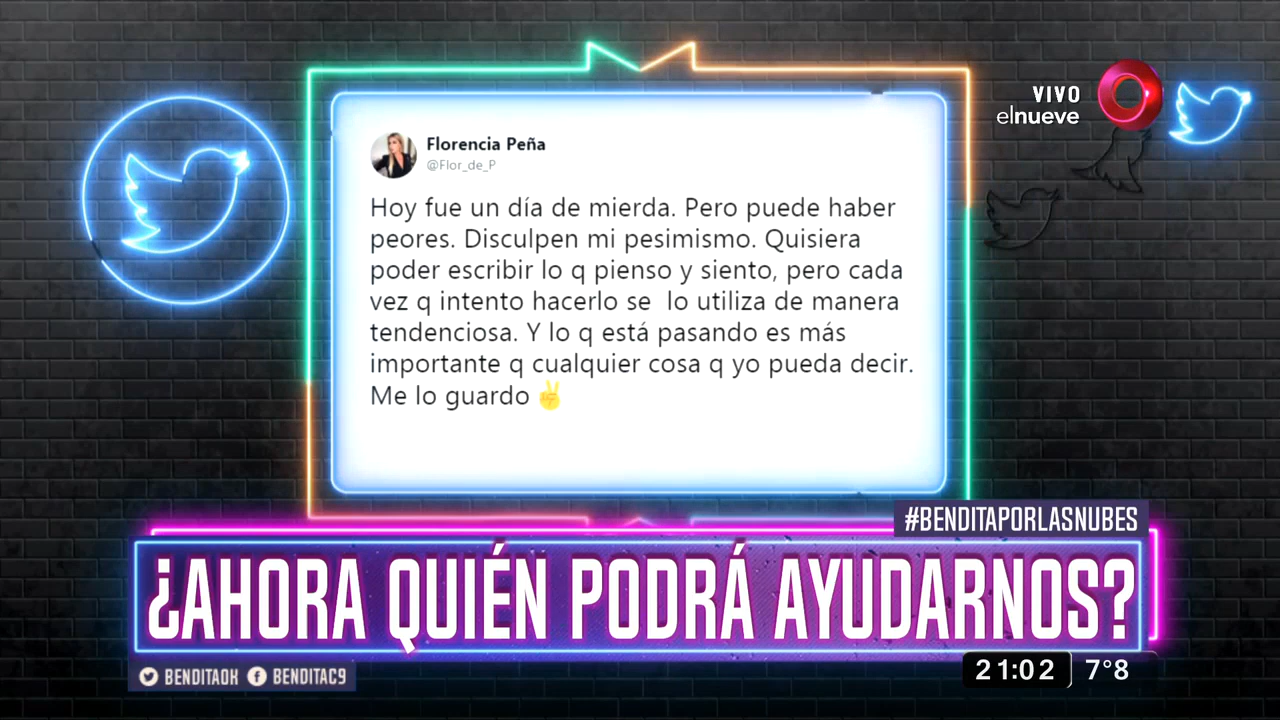 VIVO
elnueve
Florencia Peña
@Flor_de_P
Hoy fue un día de mierda. Pero puede haber
peores. Disculpen mi pesimismo. Quisiera
poder escribir lo q pienso y siento, pero cada
vez q intento hacerlo se  lo utiliza de manera
tendenciosa. Y lo q está pasando es más
importante q cualquier cosa q yo pueda decir.
Me lo guardo ✌
#BENDITAPORLASNUBES
¿AHORA QUIÉN PODRÁ AYUDARNOS?
BENDITAOK BENDITAC9
21:02 7°8